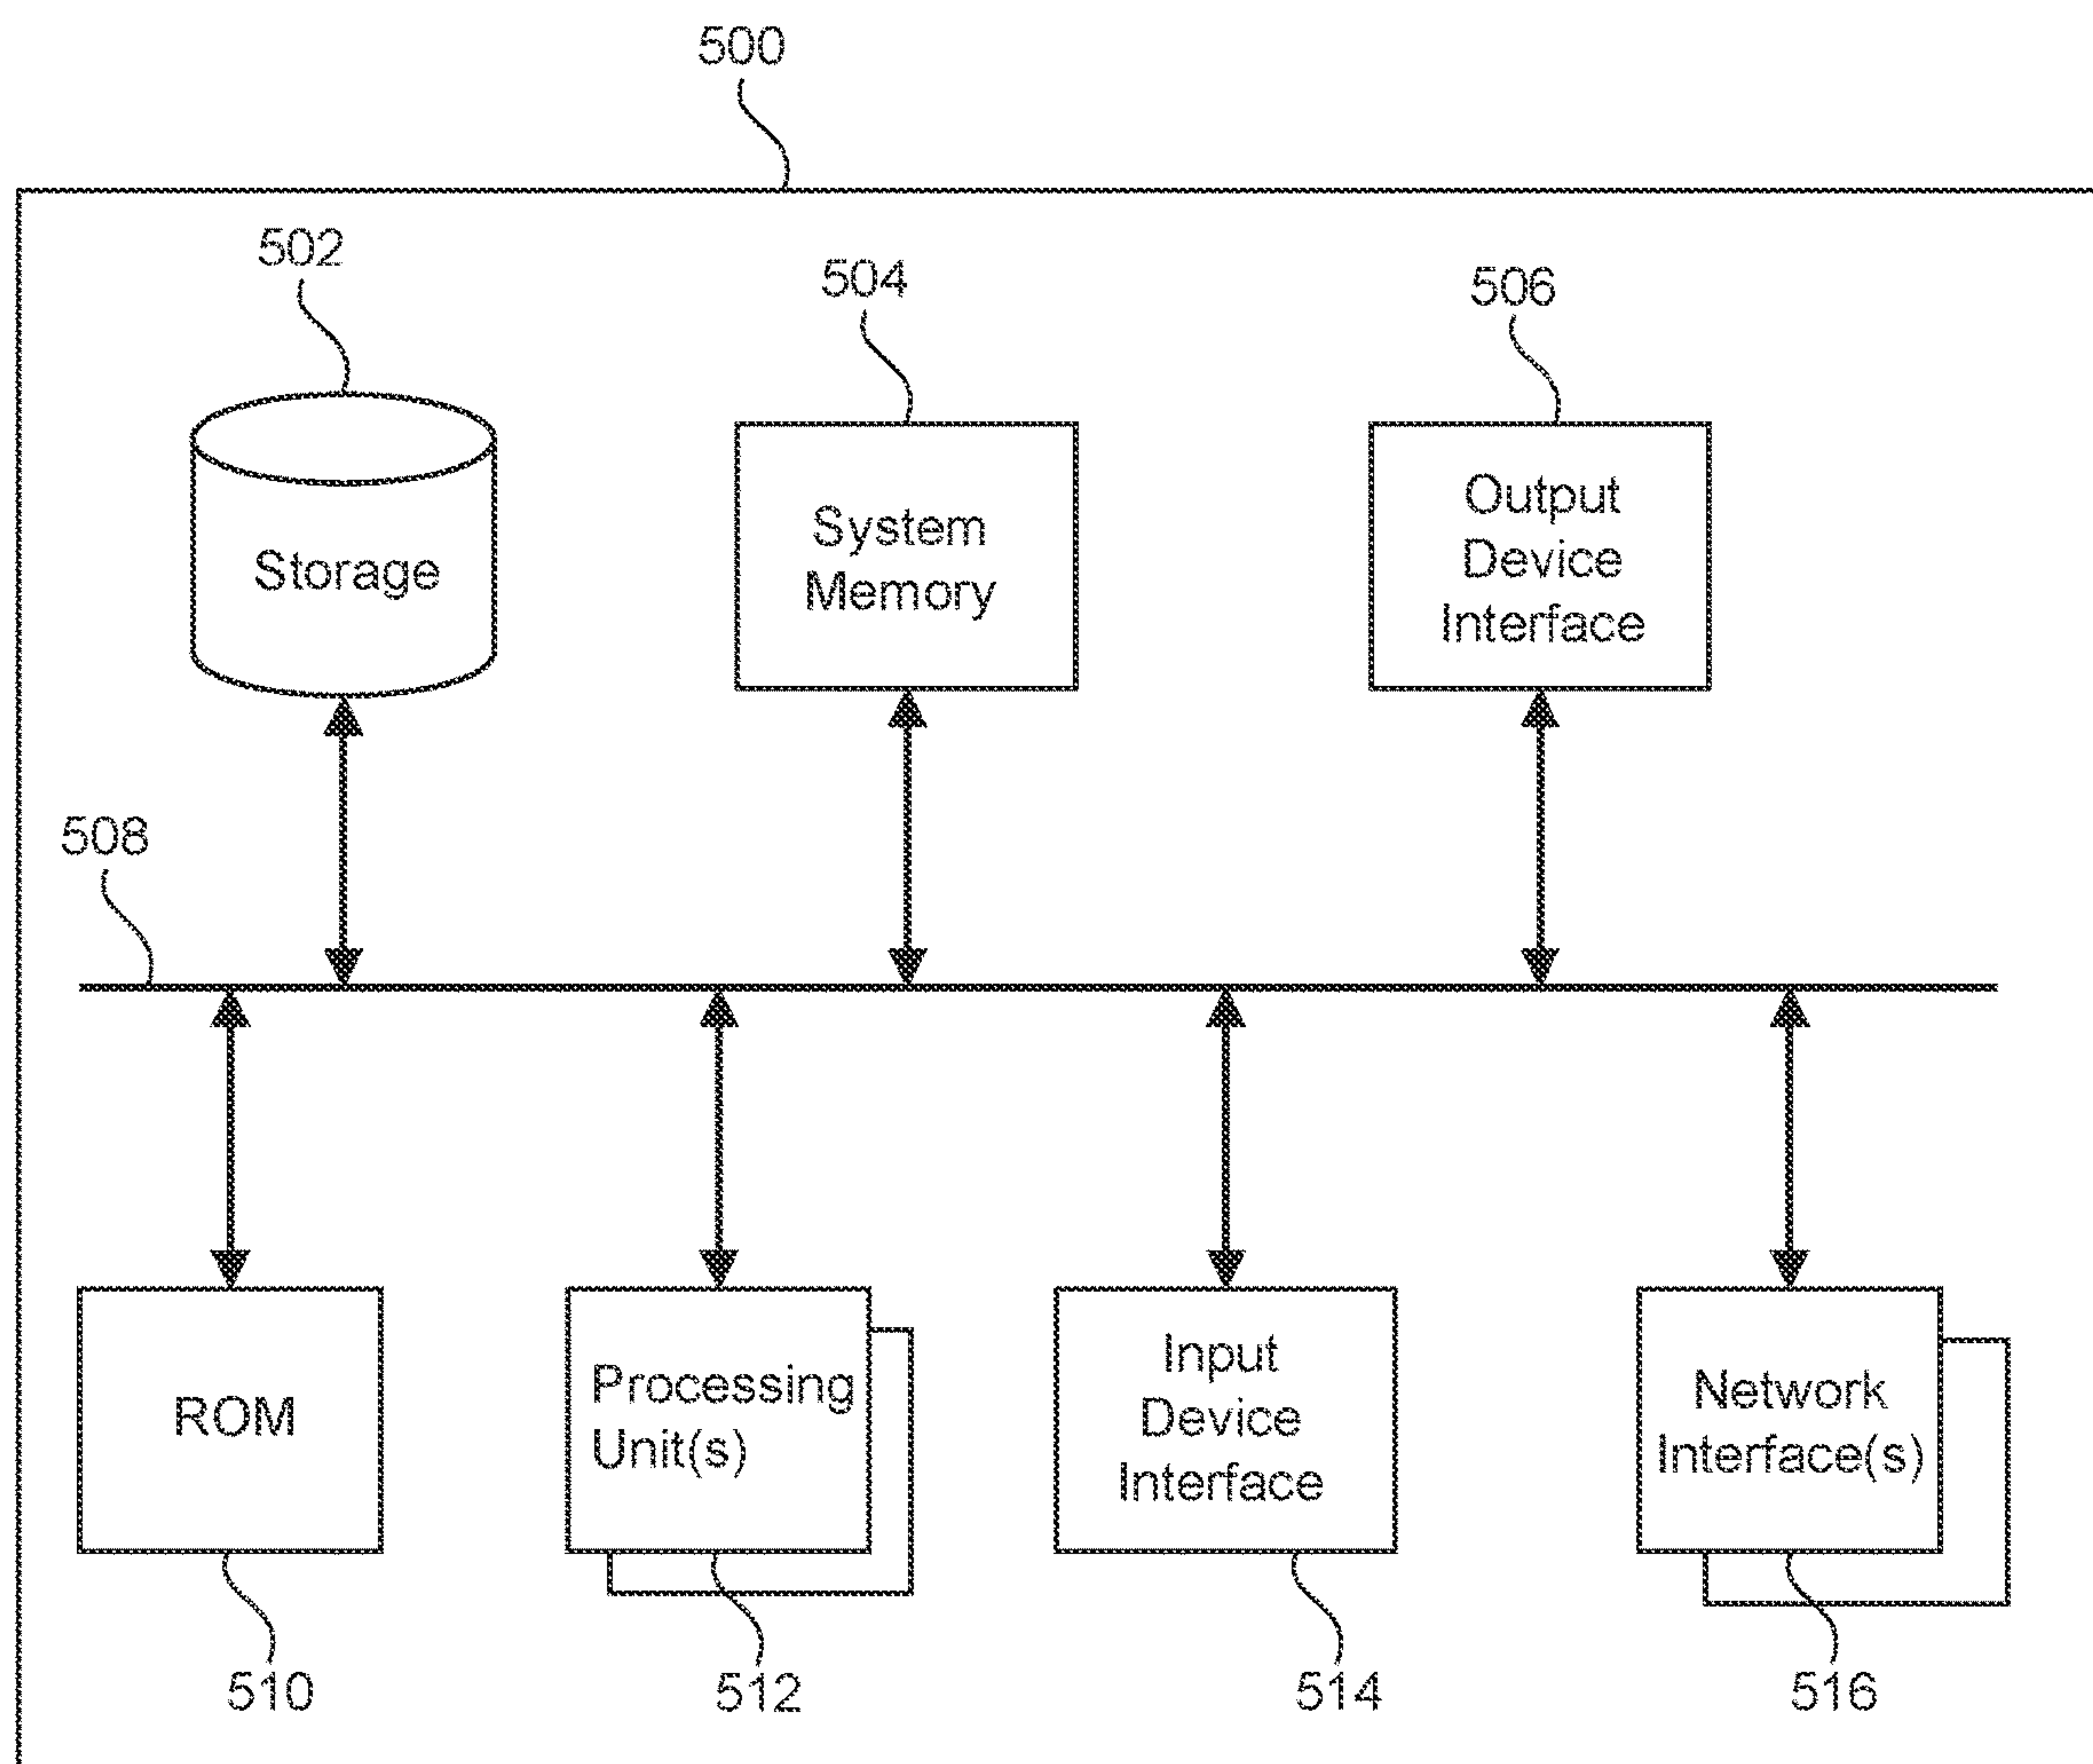 500
502
504
506
Storage
System
Memory
Output
Device
Interface
508
ROM
Processing
Unit(s)
Input
Device
Interface
Network
Interface(s)
510
512
514
516